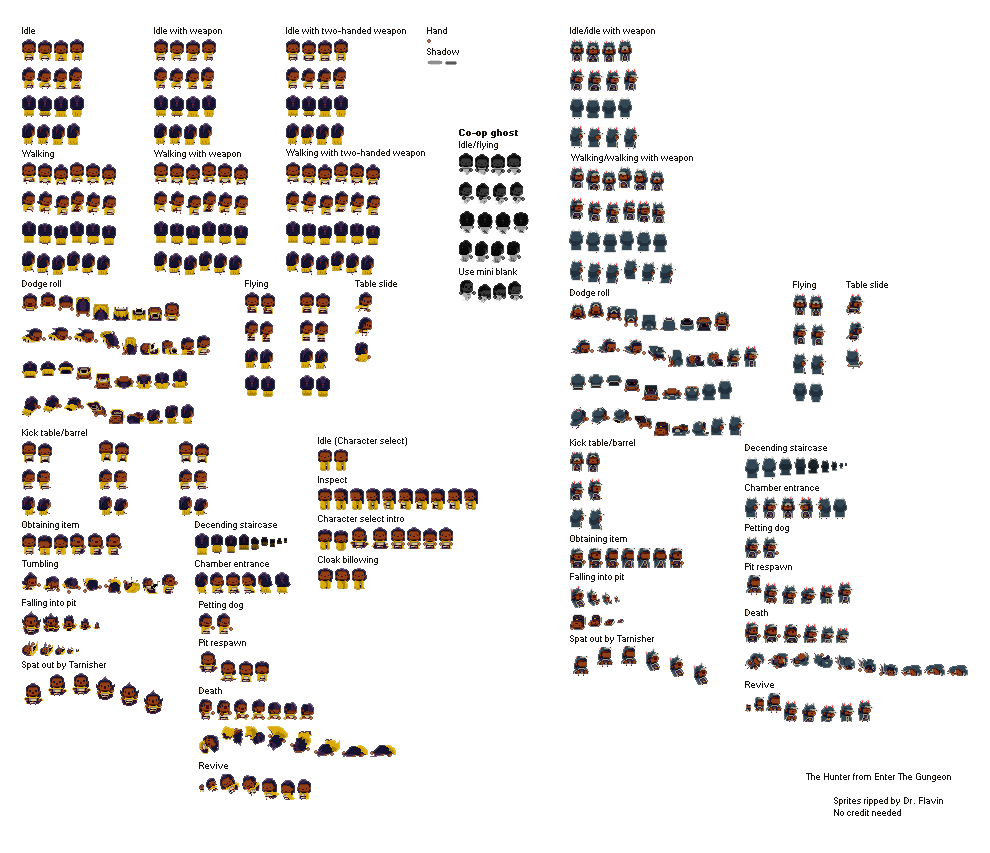 Idle
Idle with weapon
Idle with two-handed weapon
Hand
Shadow
Walking
Walking with weapon
Walking with two-handed weapon
Co-op ghost
Idle/flying
Use mini blank
Dodge roll
Flying
Table slide
Kick table/barrel
Idle (Character select)
Inspect
Character select intro
Cloak billowing
Obtaining item
Decending staircase
Tumbling
Chamber entrance
Falling into pit
Petting dog
Pit respawn
Spat out by Tarnisher
Death
Revive
Idle/idle with weapon
Walking/walking with weapon
Dodge roll
Flying
Table slide
Kick table/barrel
Decending staircase
Chamber entrance
Petting dog
Obtaining item
Pit respawn
Falling into pit
Death
Spat out by Tarnisher
Revive
The Hunter from Enter The Gungeon
Sprites ripped by Dr. Flavin
No credit needed